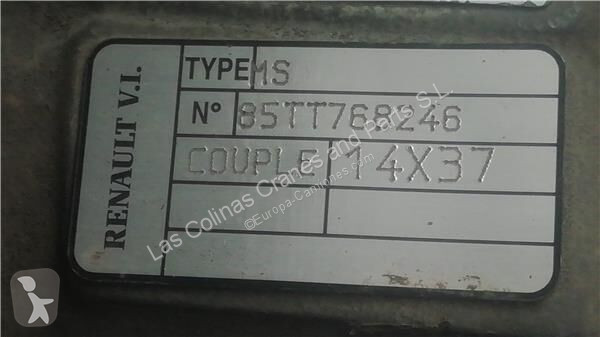 RENAULT V.I.
TYPE MS
N° 85TT768246
COUPLE 14X37
Las Colinas Cranes and Parts S.L.
©Europa-Camiones.com